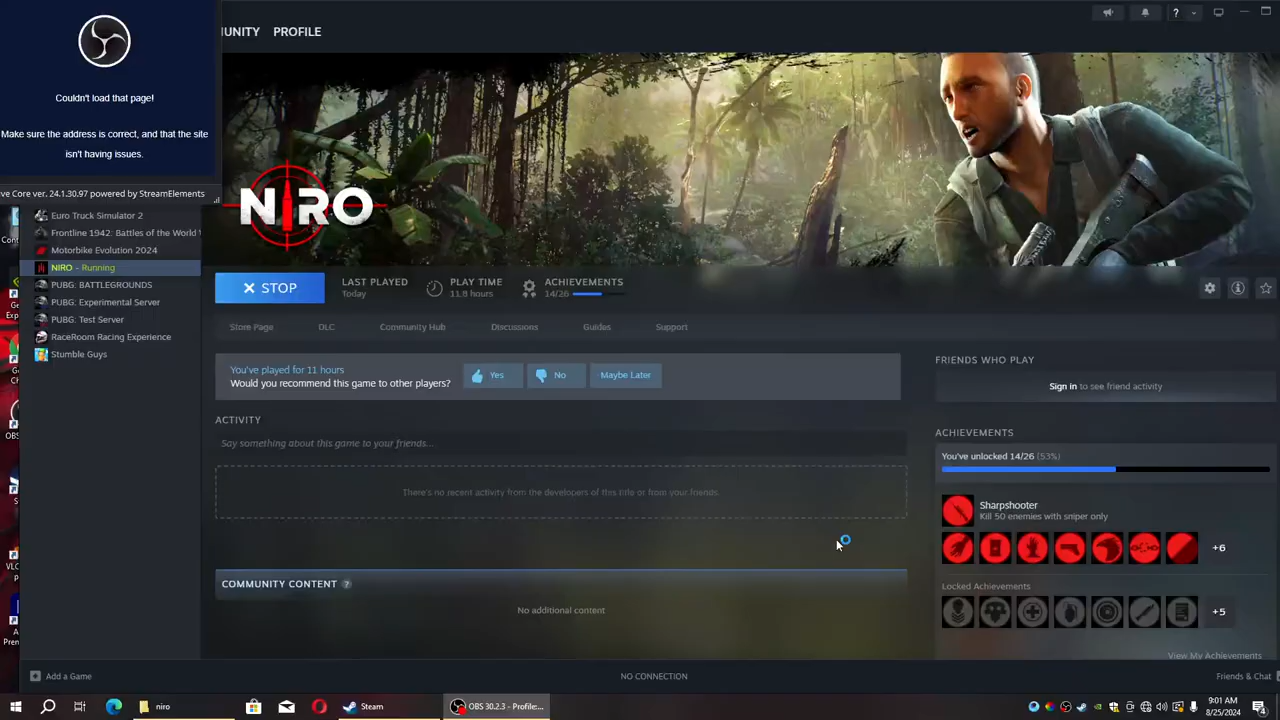 UNITY PROFILE
?
Couldn't load that page!
Make sure the address is correct, and that the site
isn't having issues.
ve Core ver. 24.1.30.97 powered by StreamElements
NIRO
Euro Truck Simulator 2
Frontline 1942: Battles of the World
Motorbike Evolution 2024
NIRO - Running
PUBG: BATTLEGROUNDS
PUBG: Experimental Server
PUBG: Test Server
RaceRoom Racing Experience
Stumble Guys
STOP
LAST PLAYED
Today
PLAY TIME
11.8 hours
ACHIEVEMENTS
14/26
Store Page DLC Community Hub Discussions Guides Support
You've played for 11 hours
Would you recommend this game to other players?
Yes No Maybe Later
FRIENDS WHO PLAY
Sign in to see friend activity
ACTIVITY
Say something about this game to your friends...
There's no recent activity from the developers of this title or from your friends.
ACHIEVEMENTS
You've unlocked 14/26 (53%)
Sharpshooter
Kill 50 enemies with sniper only
+6
Locked Achievements
+5
View My Achievements
COMMUNITY CONTENT ?
No additional content
Add a Game
NO CONNECTION
Friends & Chat
niro
Steam
OBS 30.2.3 - Profile:...
9:01 AM
8/25/2024